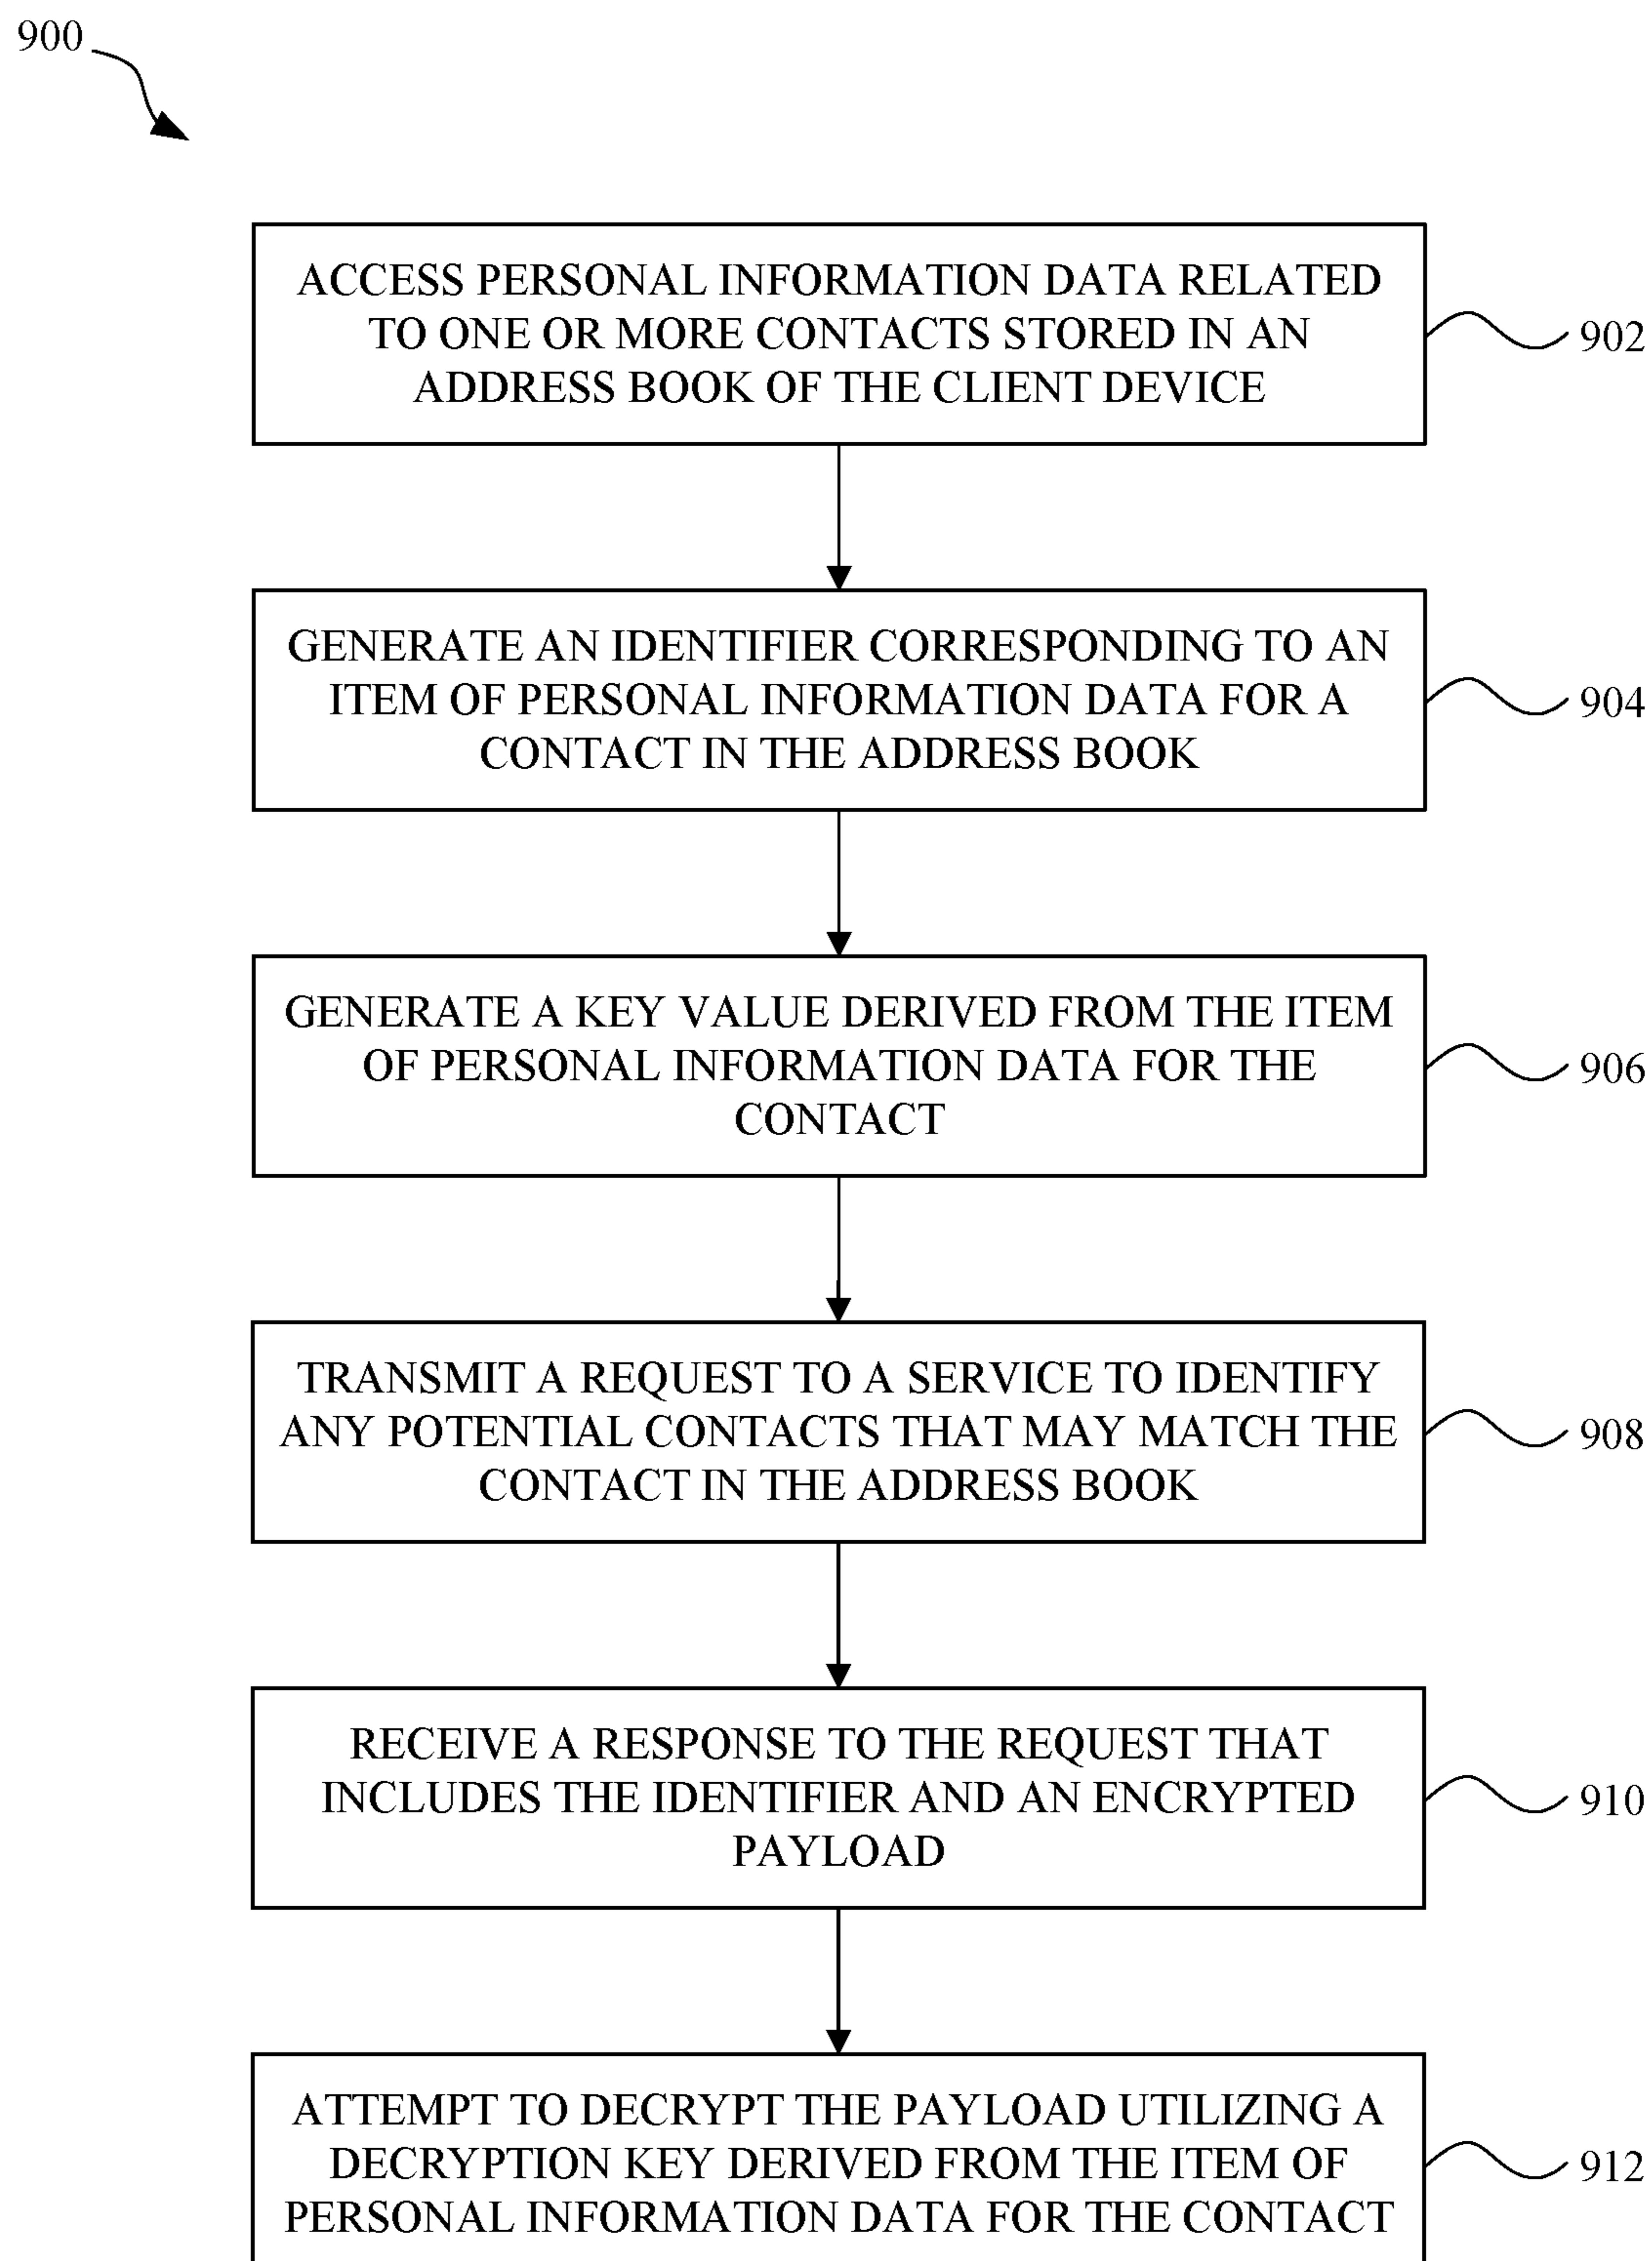 900
ACCESS PERSONAL INFORMATION DATA RELATED
TO ONE OR MORE CONTACTS STORED IN AN
ADDRESS BOOK OF THE CLIENT DEVICE
902
GENERATE AN IDENTIFIER CORRESPONDING TO AN
ITEM OF PERSONAL INFORMATION DATA FOR A
CONTACT IN THE ADDRESS BOOK
904
GENERATE A KEY VALUE DERIVED FROM THE ITEM
OF PERSONAL INFORMATION DATA FOR THE
CONTACT
906
TRANSMIT A REQUEST TO A SERVICE TO IDENTIFY
ANY POTENTIAL CONTACTS THAT MAY MATCH THE
CONTACT IN THE ADDRESS BOOK
908
RECEIVE A RESPONSE TO THE REQUEST THAT
INCLUDES THE IDENTIFIER AND AN ENCRYPTED
PAYLOAD
910
ATTEMPT TO DECRYPT THE PAYLOAD UTILIZING A
DECRYPTION KEY DERIVED FROM THE ITEM OF
PERSONAL INFORMATION DATA FOR THE CONTACT
912